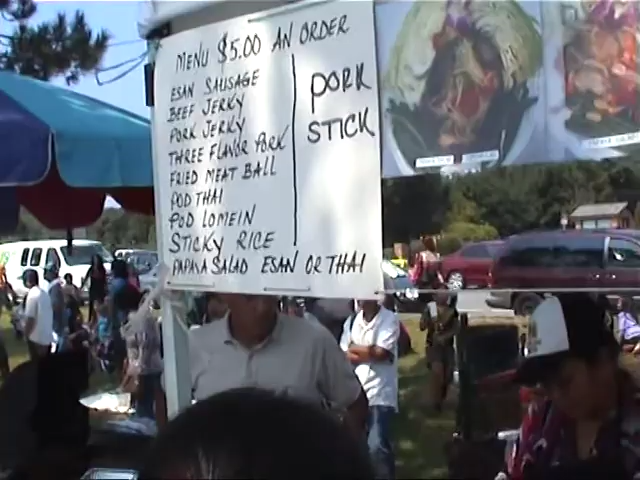 MENU $5.00 AN ORDER
ESAN SAUSAGE
BEEF JERKY
PORK JERKY
THREE FLAVOR PORK
FRIED MEAT BALL
POD THAI
POD LOMEIN
STICKY RICE
PAPAYA SALAD ESAN OR THAI
PORK
STICK